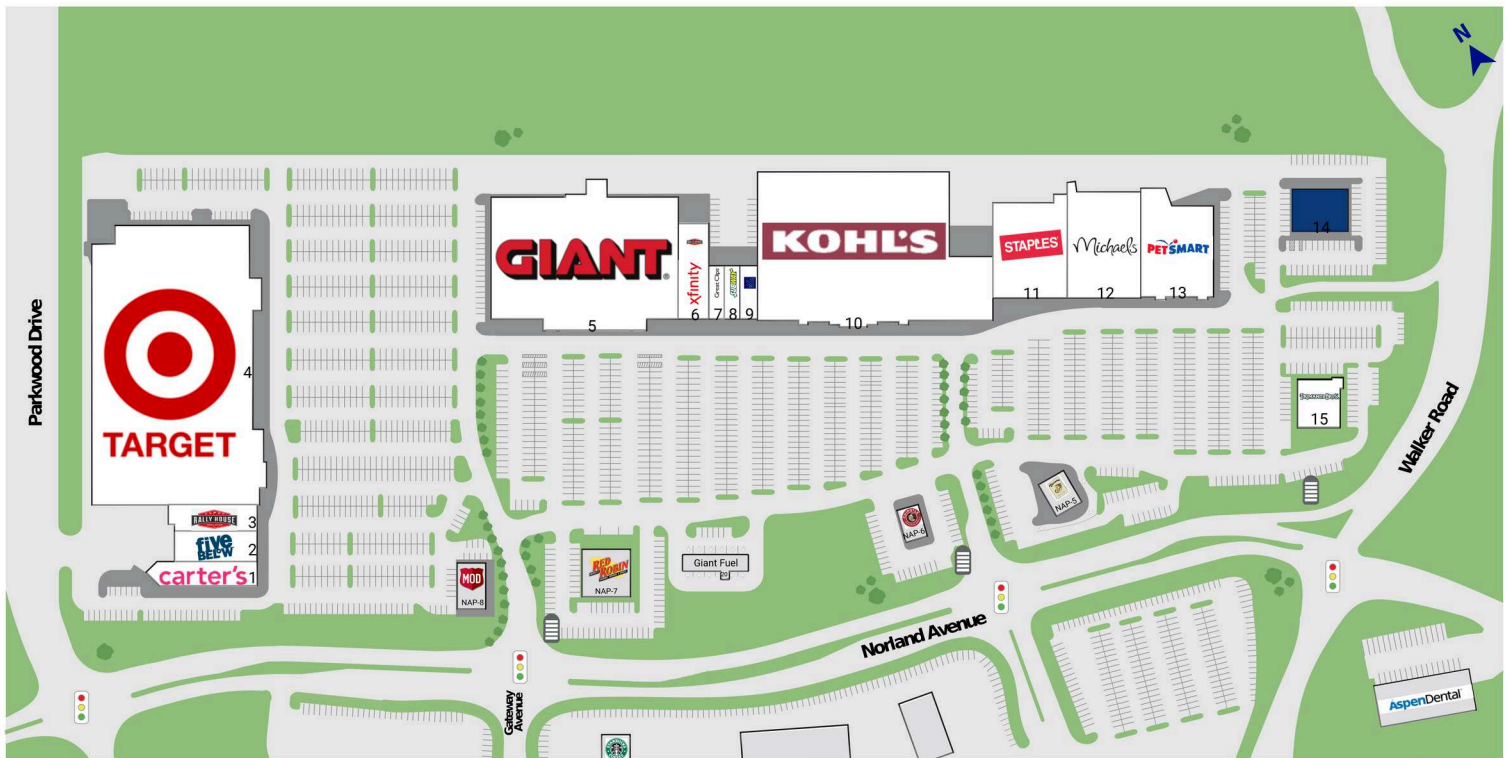 N
Parkwood Drive
TARGET
4
RALLY HOUSE
3
five
BELOW
2
carter's
1
GIANT
5
xfinity
6
Great Clips
7
SUBWAY
8
9
KOHL'S
10
STAPLES
11
Michaels
12
PETSMART
13
14
15
Walker Road
NAP-5
NAP-6
Giant Fuel
20
RED
ROBIN
NAP-7
MOD
NAP-8
Norland Avenue
Gateway
Avenue
AspenDental